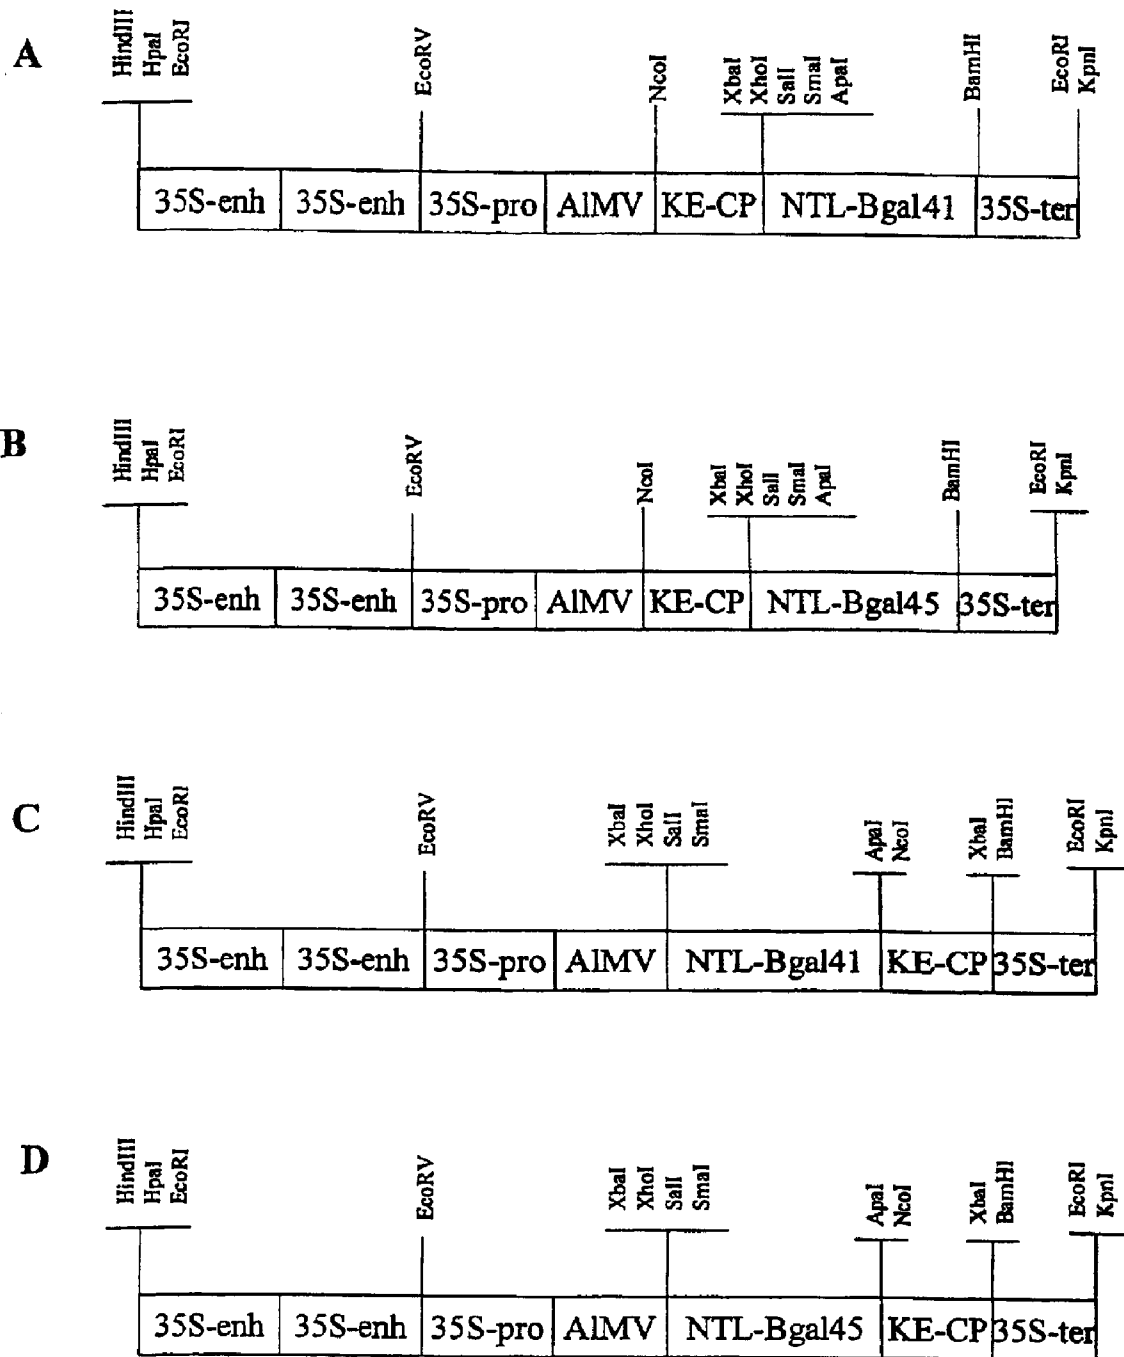 A
HindIII
HpaI
EcoRI
EcoRV
NcoI
XbaI
XhoI
SalI
SmaI
ApaI
BamHI
EcoRI
KpnI
35S-enh 35S-enh 35S-pro AlMV KE-CP NTL-Bgal41 35S-ter
B
HindIII
HpaI
EcoRI
EcoRV
NcoI
XbaI
XhoI
SalI
SmaI
ApaI
BamHI
EcoRI
KpnI
35S-enh 35S-enh 35S-pro AlMV KE-CP NTL-Bgal45 35S-ter
C
HindIII
HpaI
EcoRI
EcoRV
XbaI
XhoI
SalI
SmaI
ApaI
NcoI
XbaI
BamHI
EcoRI
KpnI
35S-enh 35S-enh 35S-pro AlMV NTL-Bgal41 KE-CP 35S-ter
D
HindIII
HpaI
EcoRI
EcoRV
XbaI
XhoI
SalI
SmaI
ApaI
NcoI
XbaI
BamHI
EcoRI
KpnI
35S-enh 35S-enh 35S-pro AlMV NTL-Bgal45 KE-CP 35S-ter